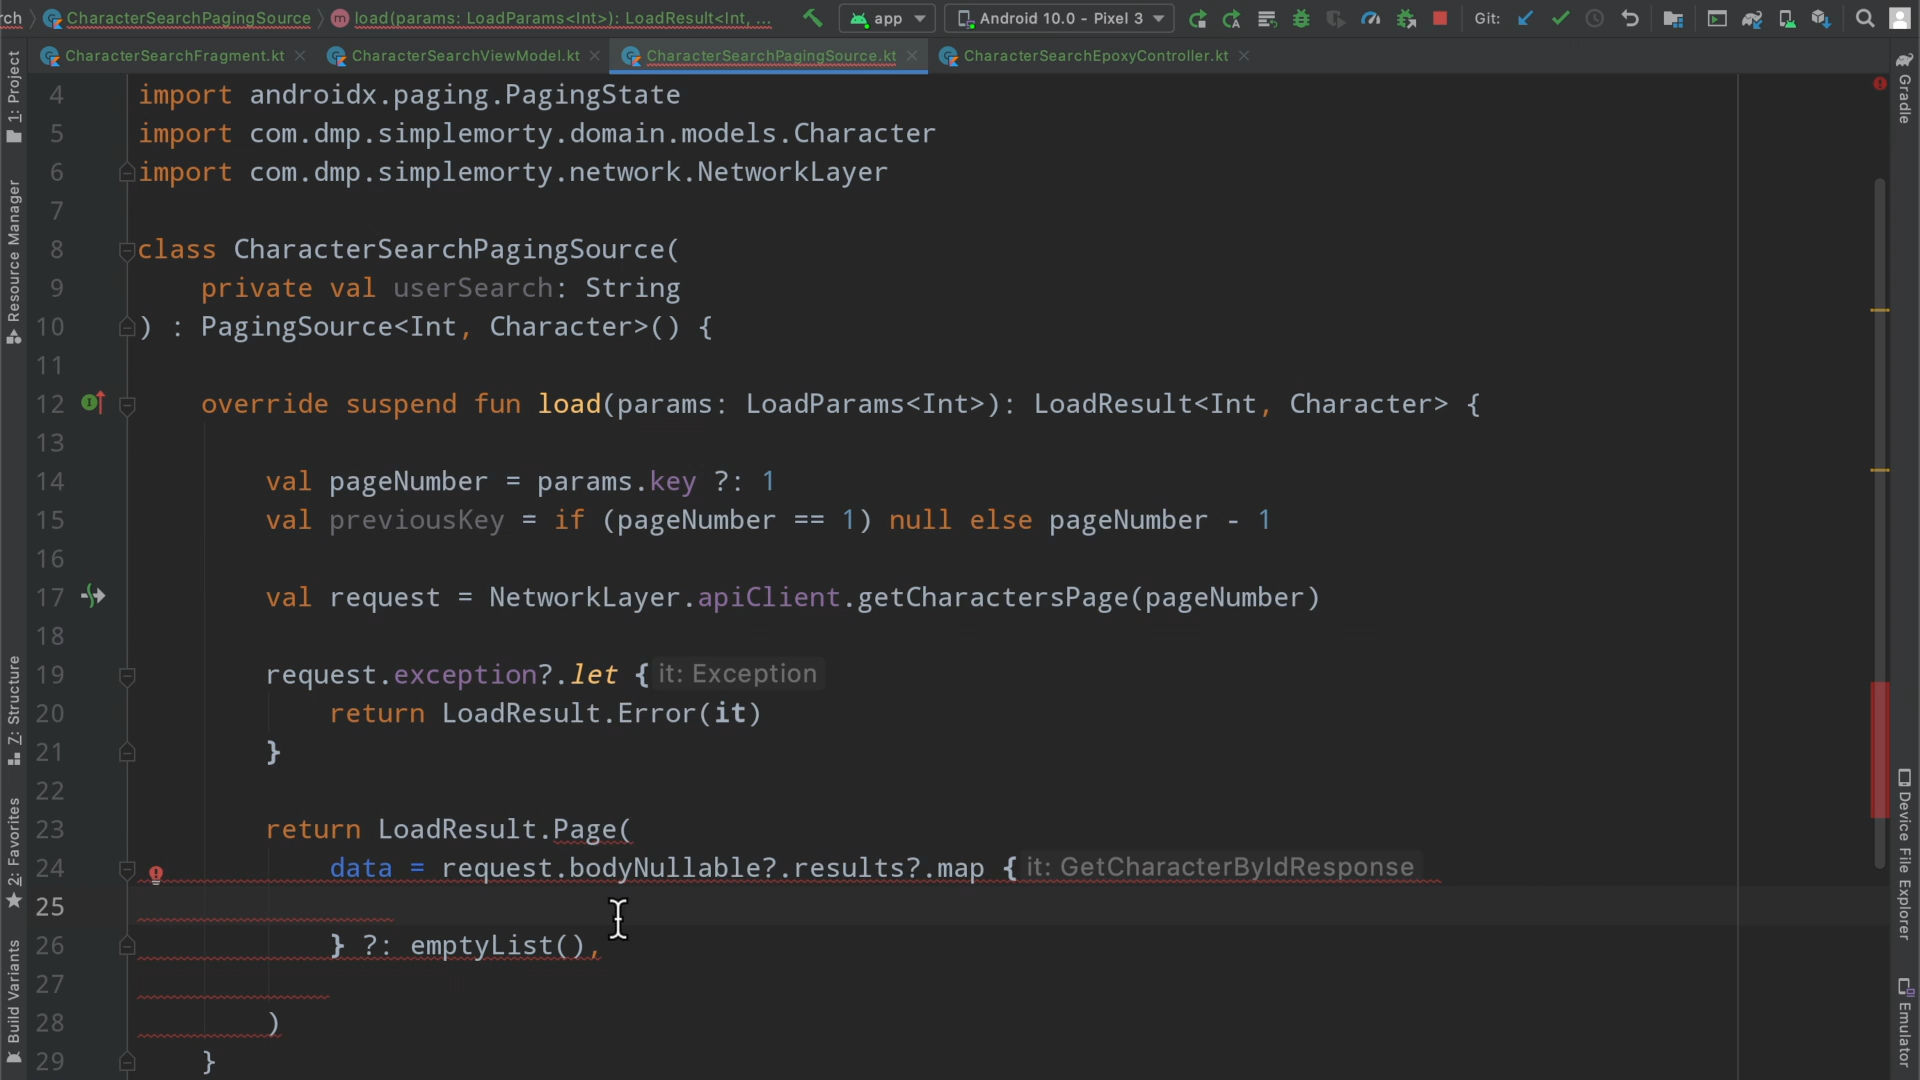 rch CharacterSearchPagingSource load(params: LoadParams<Int>): LoadResult<Int, ... app Android 10.0 - Pixel 3 Git:
CharacterSearchFragment.kt CharacterSearchViewModel.kt CharacterSearchPagingSource.kt CharacterSearchEpoxyController.kt
1: Project
Resource Manager
Z: Structure
2: Favorites
Build Variants
4 import androidx.paging.PagingState
5 import com.dmp.simplemorty.domain.models.Character
6 import com.dmp.simplemorty.network.NetworkLayer
7
8 class CharacterSearchPagingSource(
9 private val userSearch: String
10 ) : PagingSource<Int, Character>() {
11
12 override suspend fun load(params: LoadParams<Int>): LoadResult<Int, Character> {
13
14 val pageNumber = params.key ?: 1
15 val previousKey = if (pageNumber == 1) null else pageNumber - 1
16
17 val request = NetworkLayer.apiClient.getCharactersPage(pageNumber)
18
19 request.exception?.let { it: Exception
20 return LoadResult.Error(it)
21 }
22
23 return LoadResult.Page(
24 data = request.bodyNullable?.results?.map { it: GetCharacterByIdResponse
25
26 } ?: emptyList(),
27
28 )
29 }
Gradle
Device File Explorer
Emulator